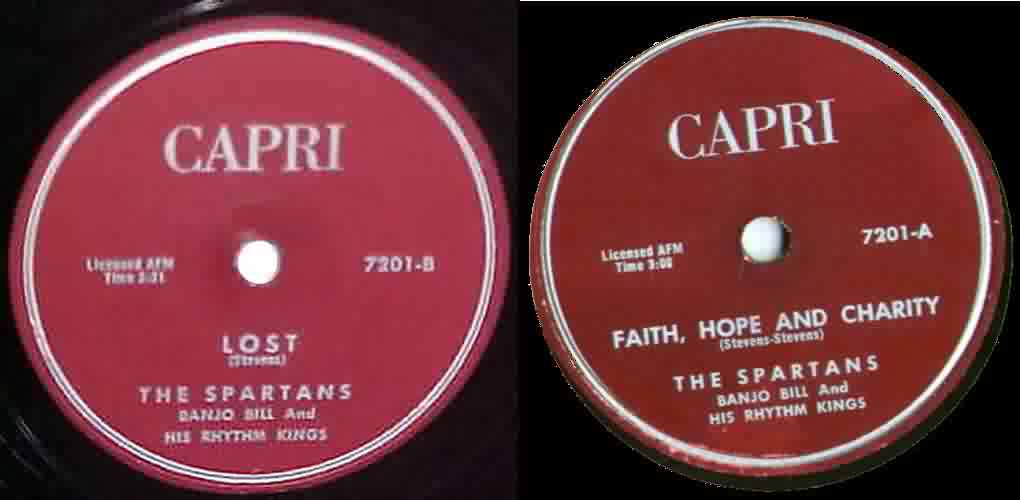 CAPRI
Licensed AFM
Time 3:21
7201-B
LOST
(Stevens)
THE SPARTANS
BANJO BILL And
HIS RHYTHM KINGS
CAPRI
Licensed AFM
Time 3:00
7201-A
FAITH, HOPE AND CHARITY
(Stevens-Stevens)
THE SPARTANS
BANJO BILL And
HIS RHYTHM KINGS